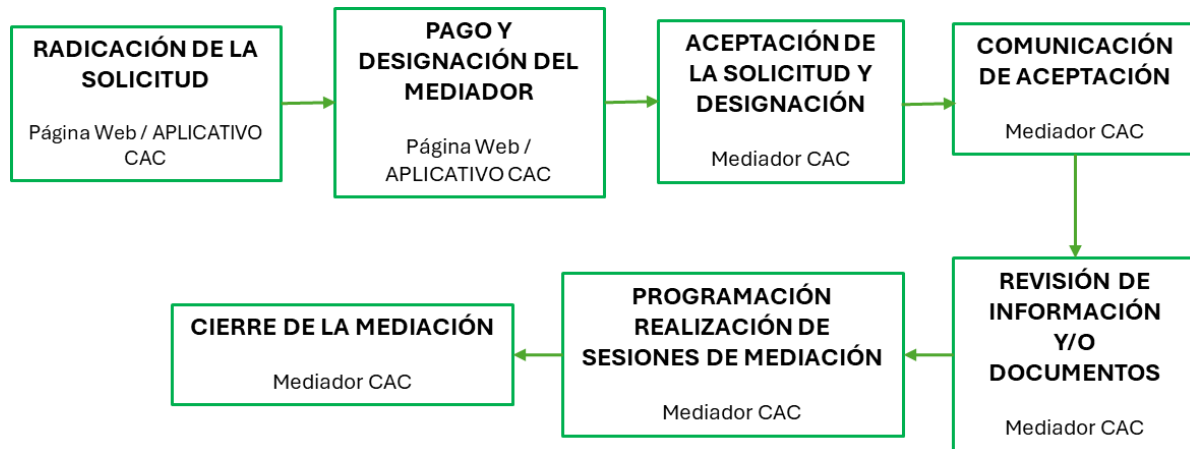 RADICACIÓN DE LA
SOLICITUD
Página Web / APLICATIVO
CAC
PAGO Y
DESIGNACIÓN DEL
MEDIADOR
Página Web /
APLICATIVO CAC
ACEPTACIÓN DE
LA SOLICITUD Y
DESIGNACIÓN
Mediador CAC
COMUNICACIÓN
DE ACEPTACIÓN
Mediador CAC
REVISIÓN DE
INFORMACIÓN
Y/O
DOCUMENTOS
Mediador CAC
PROGRAMACIÓN
REALIZACIÓN DE
SESIONES DE MEDIACIÓN
Mediador CAC
CIERRE DE LA MEDIACIÓN
Mediador CAC